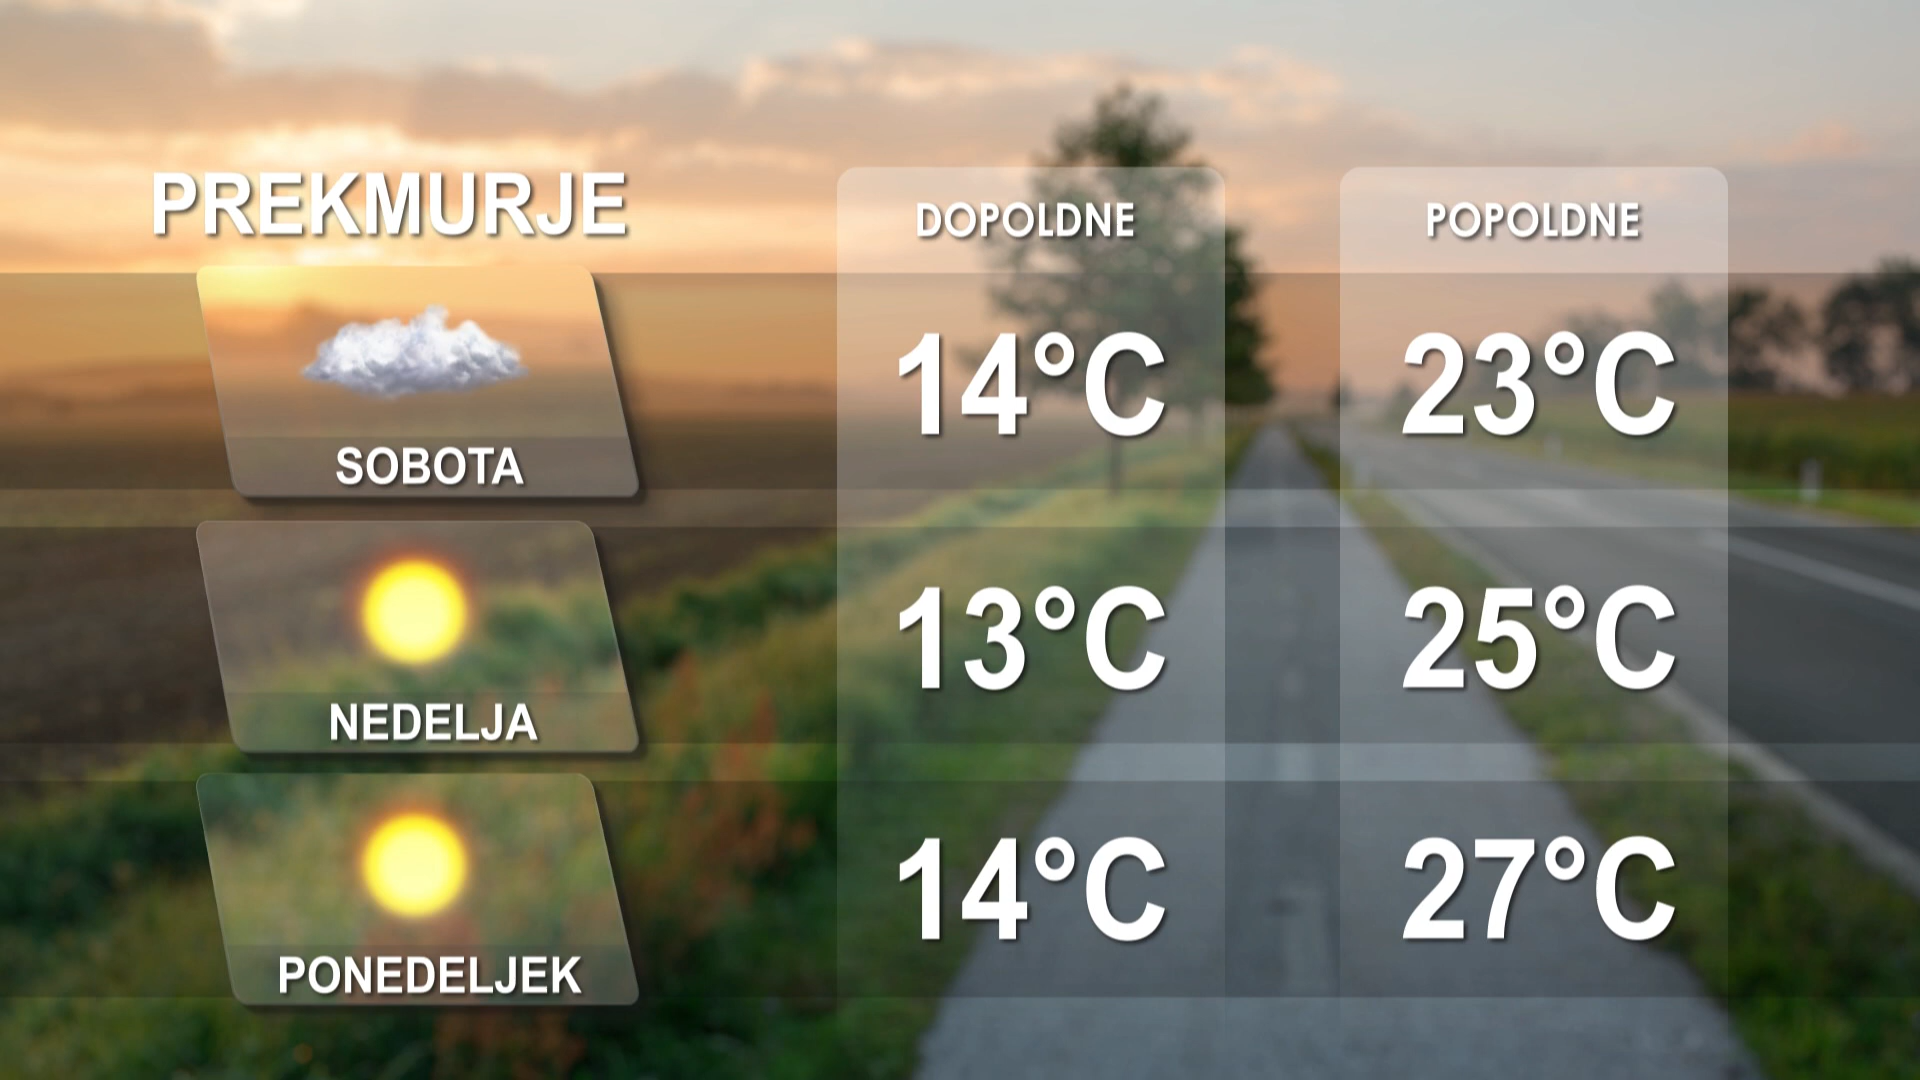 PREKMURJE
DOPOLDNE
POPOLDNE
14°C
23°C
SOBOTA
13°C
25°C
NEDELJA
14°C
27°C
PONEDELJEK